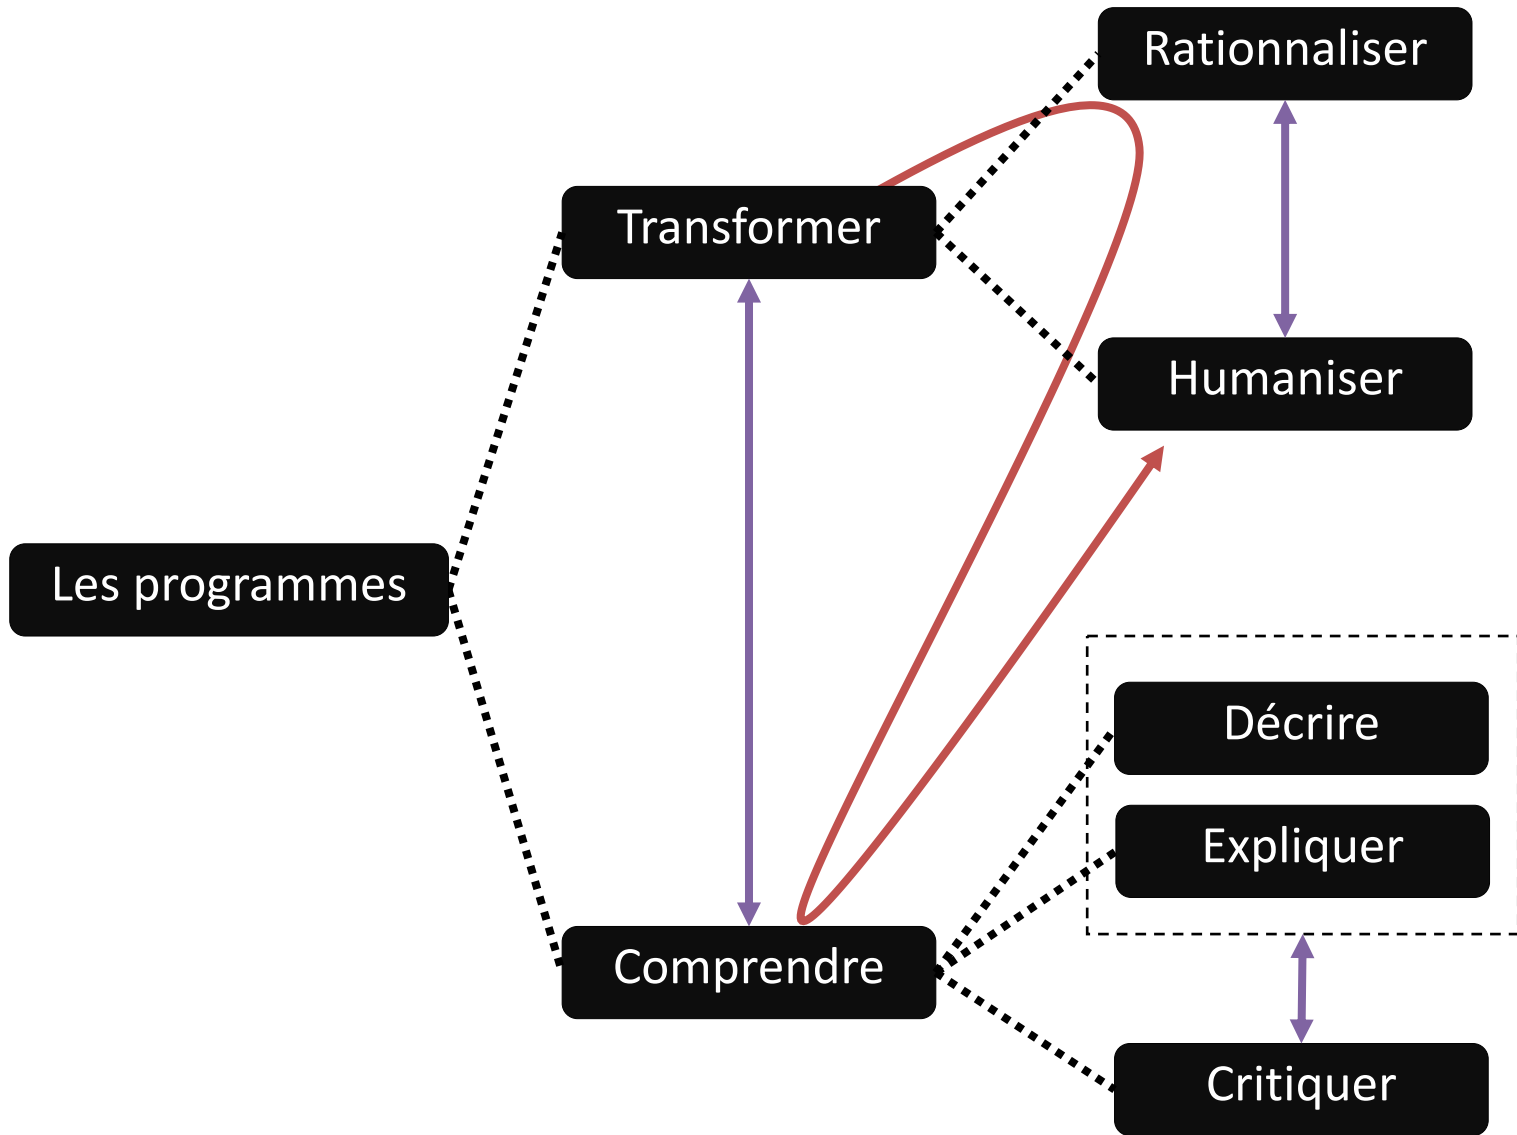 Rationnaliser
Transformer
Humaniser
Les programmes
Décrire
Expliquer
Comprendre
Critiquer